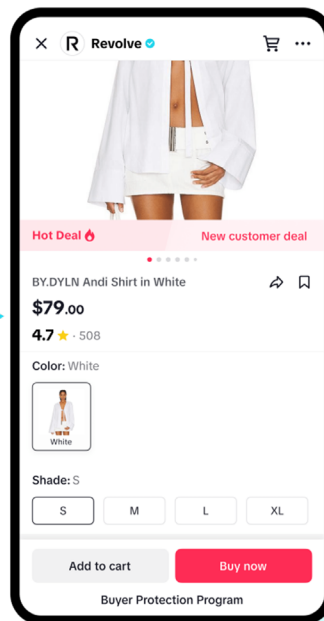 Revolve
Hot Deal
New customer deal
BY.DYLN Andi Shirt in White
$79.00
4.7 · 508
Color: White
White
Shade: S
S
M
L
XL
Add to cart
Buy now
Buyer Protection Program